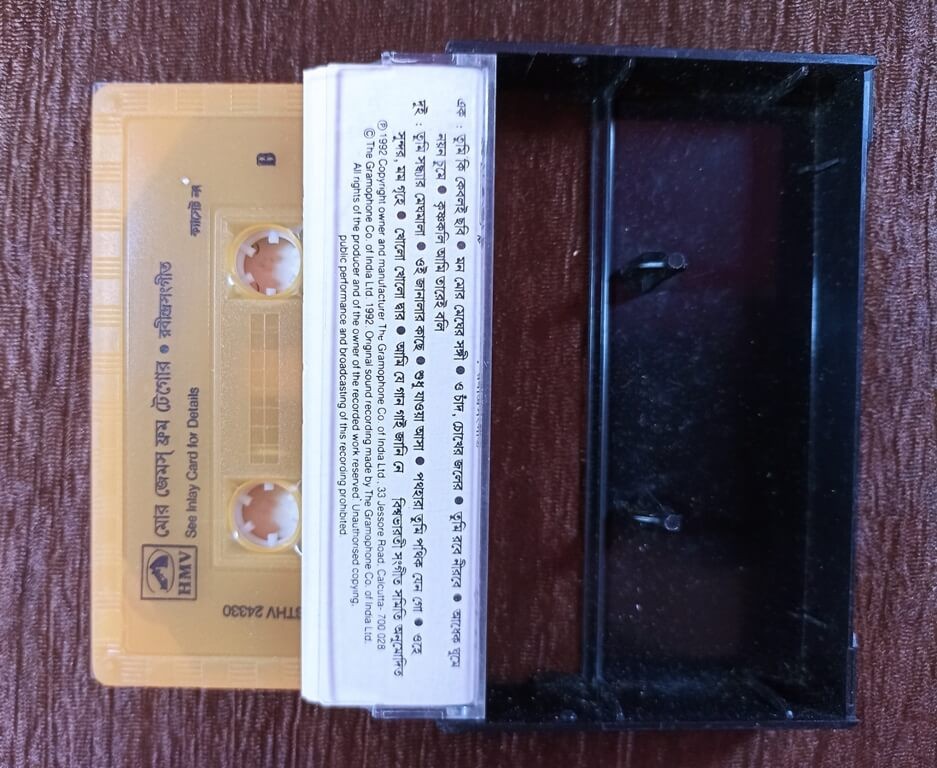 একঃ তুমি কি কেবলই ছবি ● মন মোর মেঘের সঙ্গী ● ও চাঁদ, চোখের জলের ● তুমি রবে নীরবে ● আধেক ঘুমে
নয়ন চুমে ● কৃষ্ণকলি আমি তারেই বলি
দুইঃ তুমি সন্ধ্যার মেঘমালা ● ওই জানালার কাছে ● শুধু যাওয়া আসা ● পথহারা তুমি পথিক যেন গো ● ওহে
সুন্দর, মম গৃহে ● খোলো খোলো দ্বার ● আমি যে গান গাই জানি নে বিশ্বভারতী সংগীত সমিতি অনুমোদিত
Ⓟ 1992 Copyright owner and manufacturer The Gramophone Co. of India Ltd., 33 Jessore Road, Calcutta- 700 028.
© The Gramophone Co. of India Ltd. 1992. Original sound recording made by The Gramophone Co. of India Ltd.
All rights of the producer and of the owner of the recorded work reserved. Unauthorised copying,
public performance and broadcasting of this recording prohibited.
B
HMV
মোর জেমস্ ফ্রম টেগোর ● রবীন্দ্রসংগীত
See Inlay Card for Details
STHV 24330